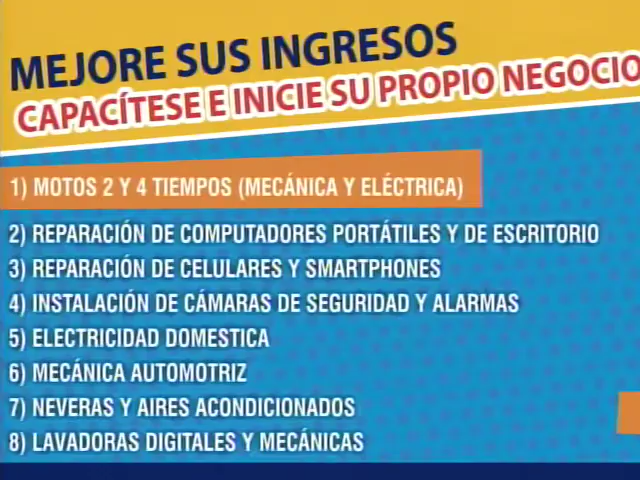 MEJORE SUS INGRESOS
CAPACÍTESE E INICIE SU PROPIO NEGOCIO
1) MOTOS 2 Y 4 TIEMPOS (MECÁNICA Y ELÉCTRICA)
2) REPARACIÓN DE COMPUTADORES PORTÁTILES Y DE ESCRITORIO
3) REPARACIÓN DE CELULARES Y SMARTPHONES
4) INSTALACIÓN DE CÁMARAS DE SEGURIDAD Y ALARMAS
5) ELECTRICIDAD DOMESTICA
6) MECÁNICA AUTOMOTRIZ
7) NEVERAS Y AIRES ACONDICIONADOS
8) LAVADORAS DIGITALES Y MECÁNICAS